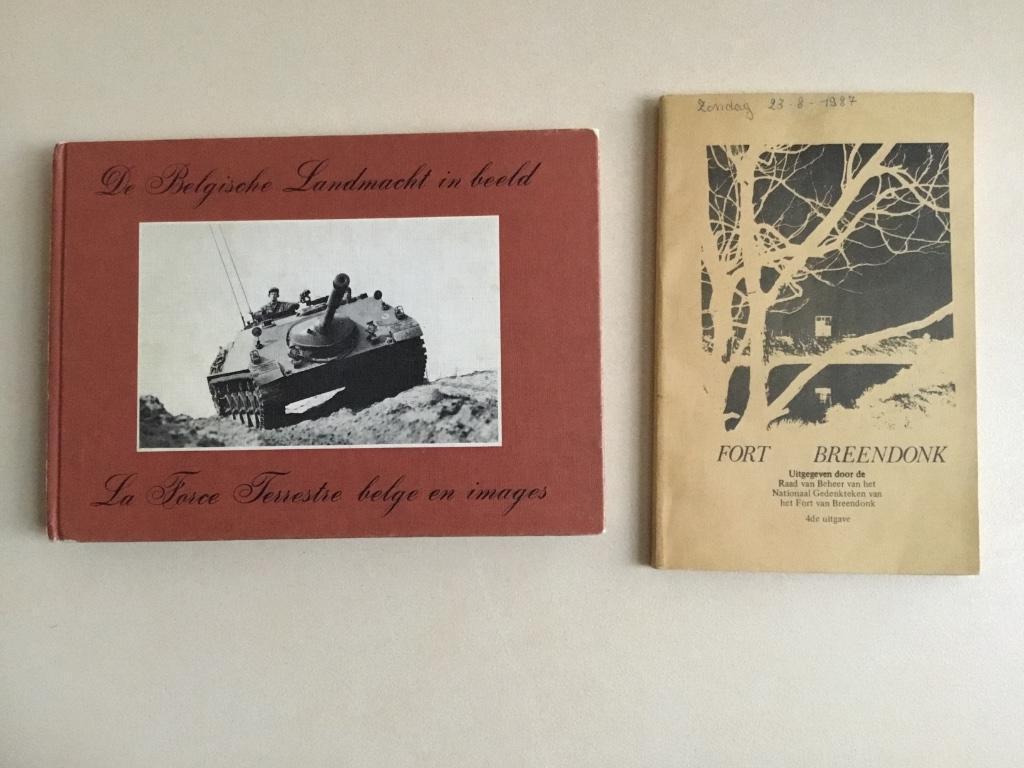 De Belgische Landmacht in beeld
La Force Terrestre belge en images
Zondag 23-8-1987
FORT BREENDONK
Uitgegeven door de
Raad van Beheer van het
Nationaal Gedenkteken van
het Fort van Breendonk
4de uitgave